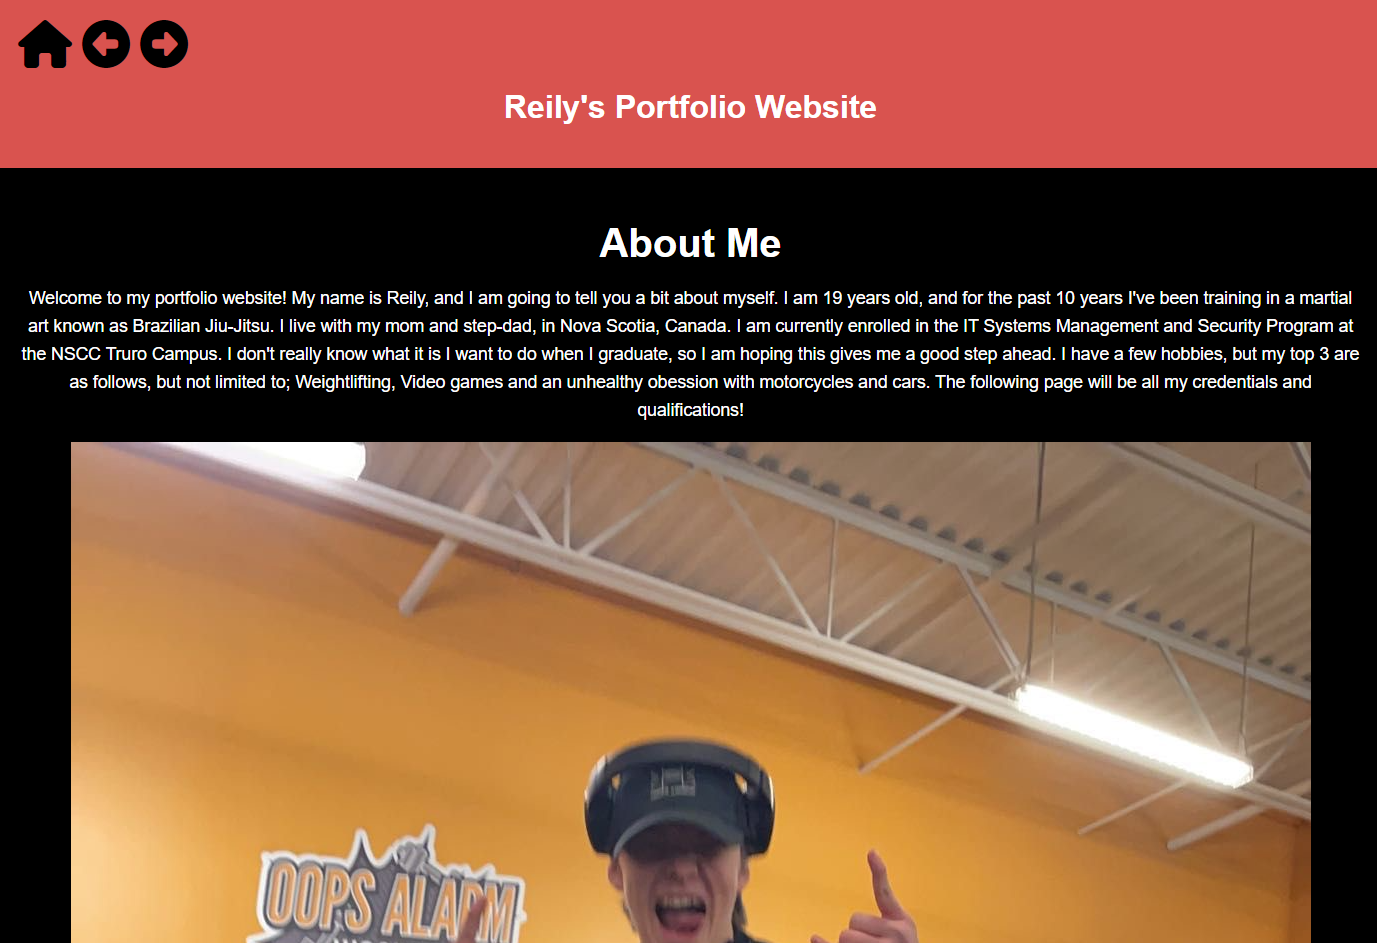 Reily's Portfolio Website
About Me
Welcome to my portfolio website! My name is Reily, and I am going to tell you a bit about myself. I am 19 years old, and for the past 10 years I've been training in a martial
art known as Brazilian Jiu-Jitsu. I live with my mom and step-dad, in Nova Scotia, Canada. I am currently enrolled in the IT Systems Management and Security Program at
the NSCC Truro Campus. I don't really know what it is I want to do when I graduate, so I am hoping this gives me a good step ahead. I have a few hobbies, but my top 3 are
as follows, but not limited to; Weightlifting, Video games and an unhealthy obession with motorcycles and cars. The following page will be all my credentials and
qualifications!
OOPS ALARM